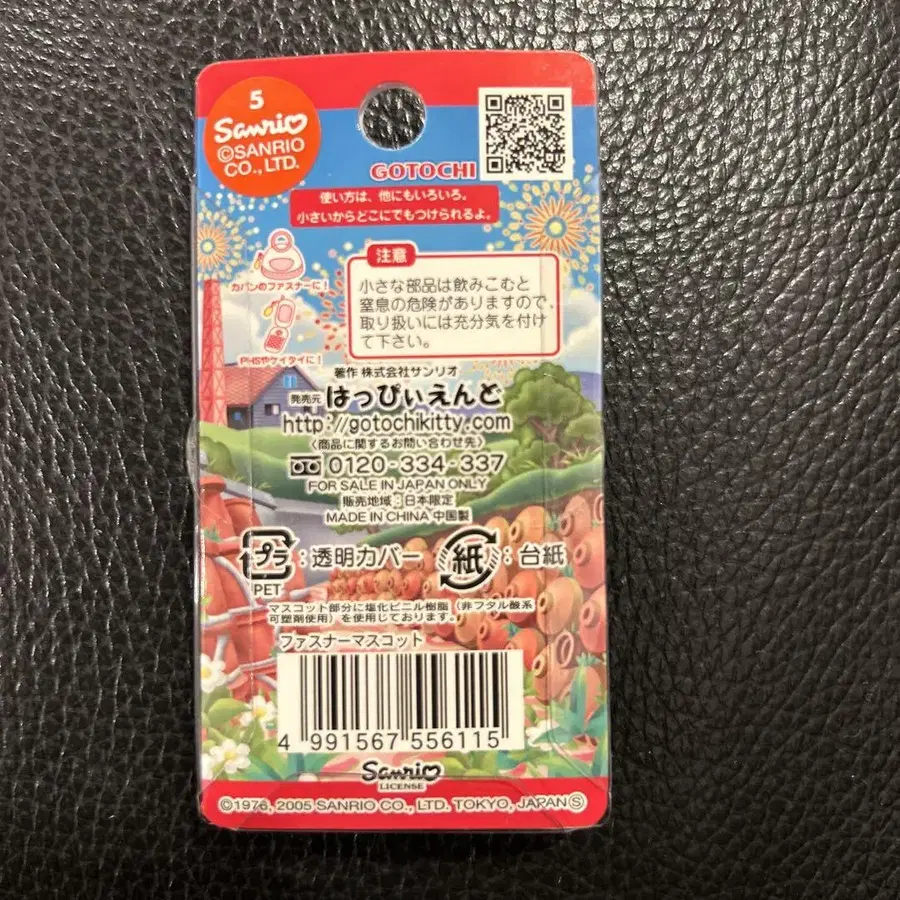 5
Sanrio
©SANRIO
CO., LTD.
GOTOCHI
使い方は、他にもいろいろ。
小さいからどこにでもつけられるよ。
カバンのファスナーに!
PHSやケイタイに!
注意
小さな部品は飲みこむと
窒息の危険がありますので、
取り扱いには充分気を付け
て下さい。
著作 株式会社サンリオ
発売元 はっぴぃえんど
http://gotochikitty.com
〈商品に関するお問い合わせ先〉
0120-334-337
FOR SALE IN JAPAN ONLY
販売地域:日本限定
MADE IN CHINA 中国製
プラ :透明カバー 紙 :台紙
PET
マスコット部分に塩化ビニル樹脂(非フタル酸系
可塑剤使用)を使用しております。
ファスナーマスコット
4 991567 556115
Sanrio
LICENSE
©1976, 2005 SANRIO CO., LTD. TOKYO, JAPAN Ⓢ